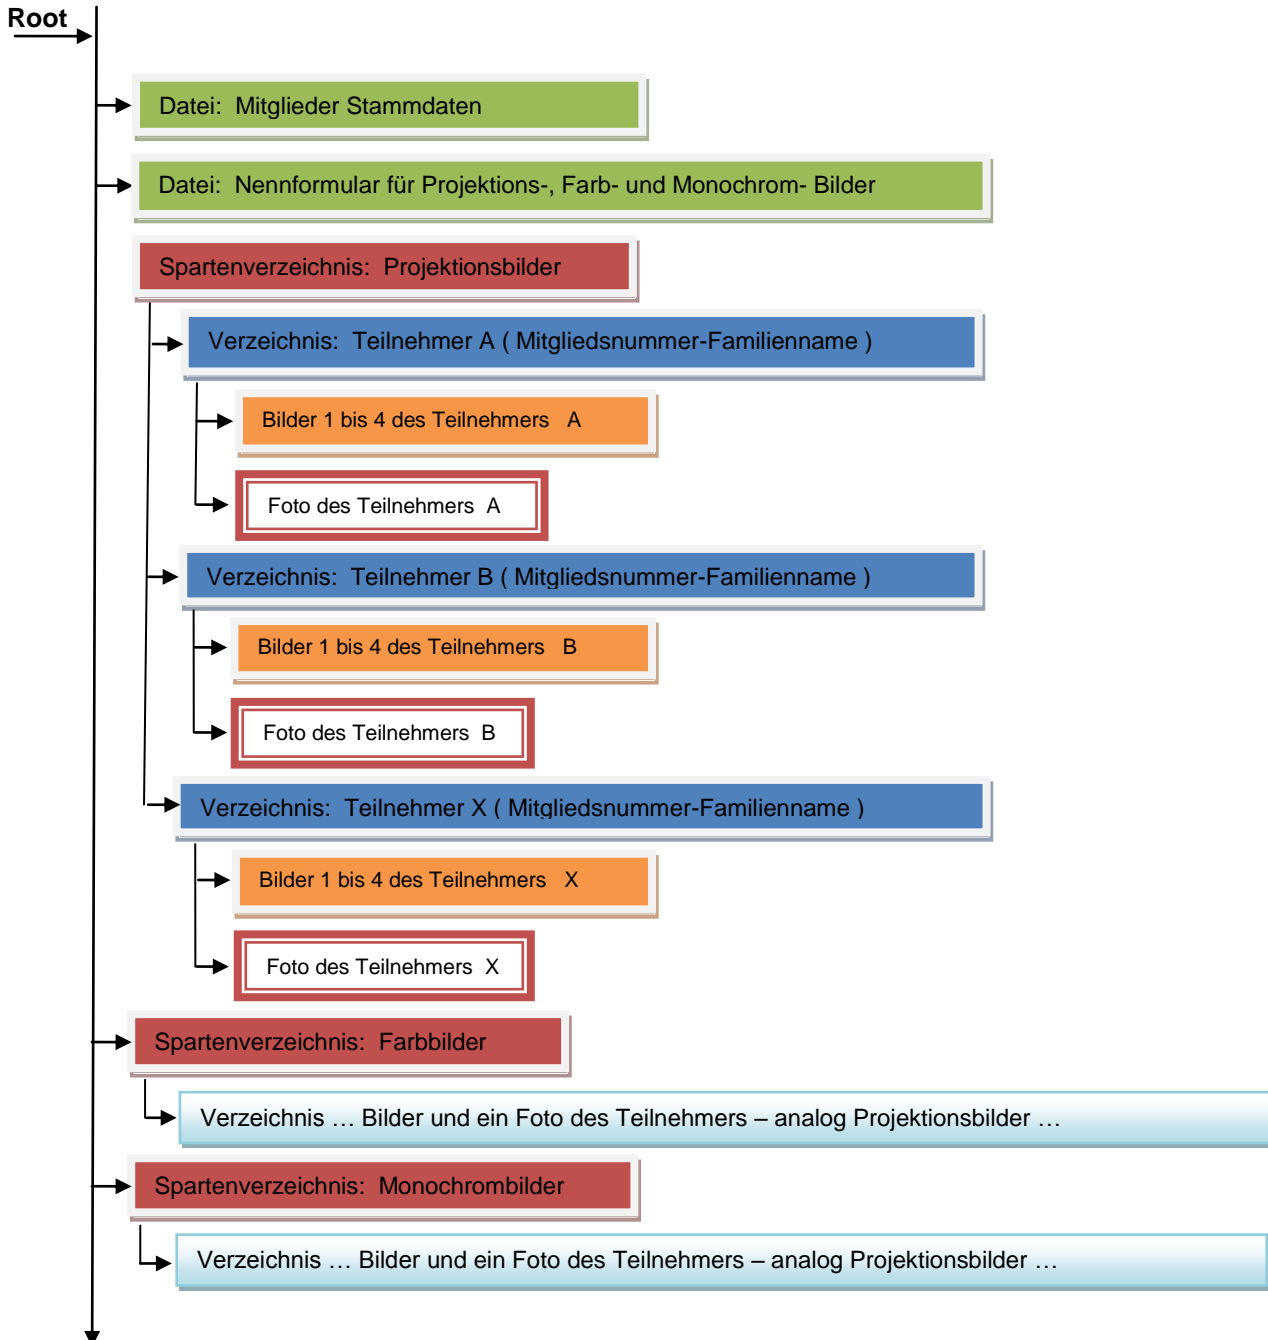 Root
Datei: Mitglieder Stammdaten
Datei: Nennformular für Projektions-, Farb- und Monochrom- Bilder
Spartenverzeichnis: Projektionsbilder
Verzeichnis: Teilnehmer A ( Mitgliedsnummer-Familienname )
Bilder 1 bis 4 des Teilnehmers A
Foto des Teilnehmers A
Verzeichnis: Teilnehmer B ( Mitgliedsnummer-Familienname )
Bilder 1 bis 4 des Teilnehmers B
Foto des Teilnehmers B
Verzeichnis: Teilnehmer X ( Mitgliedsnummer-Familienname )
Bilder 1 bis 4 des Teilnehmers X
Foto des Teilnehmers X
Spartenverzeichnis: Farbbilder
Verzeichnis … Bilder und ein Foto des Teilnehmers – analog Projektionsbilder …
Spartenverzeichnis: Monochrombilder
Verzeichnis … Bilder und ein Foto des Teilnehmers – analog Projektionsbilder …